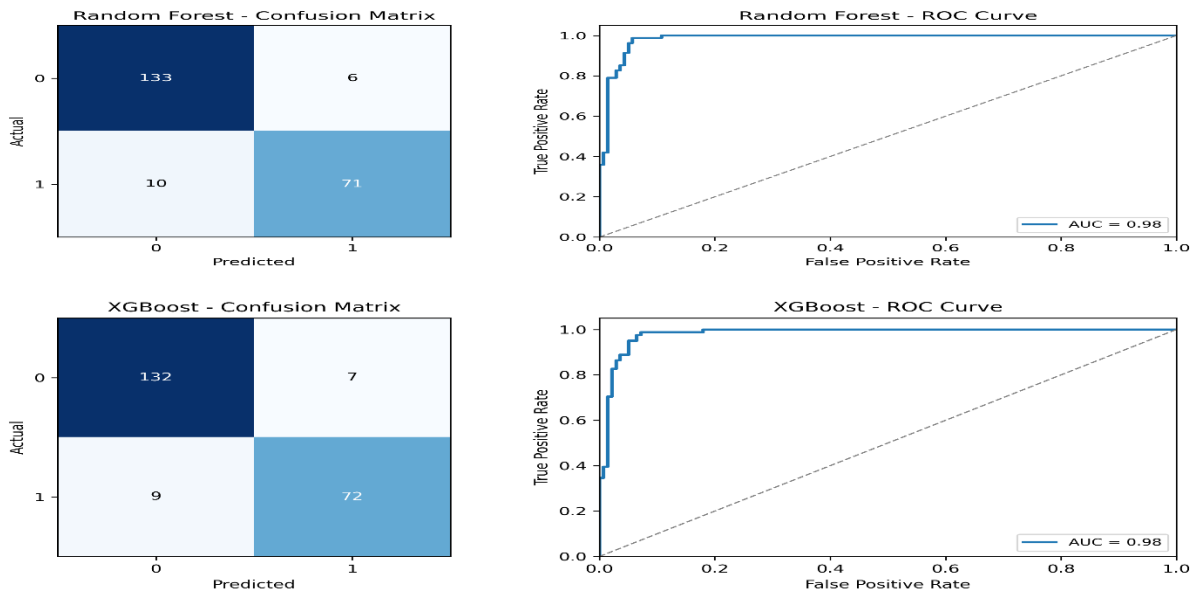 Random Forest - Confusion Matrix
0
133
6
Actual
1
10
71
0
1
Predicted
Random Forest - ROC Curve
1.0
0.8
True Positive Rate
0.6
0.4
0.2
0.0
AUC = 0.98
0.0
0.2
0.4
0.6
0.8
1.0
False Positive Rate
XGBoost - Confusion Matrix
0
132
7
Actual
1
9
72
0
1
Predicted
XGBoost - ROC Curve
1.0
0.8
True Positive Rate
0.6
0.4
0.2
0.0
AUC = 0.98
0.0
0.2
0.4
0.6
0.8
1.0
False Positive Rate